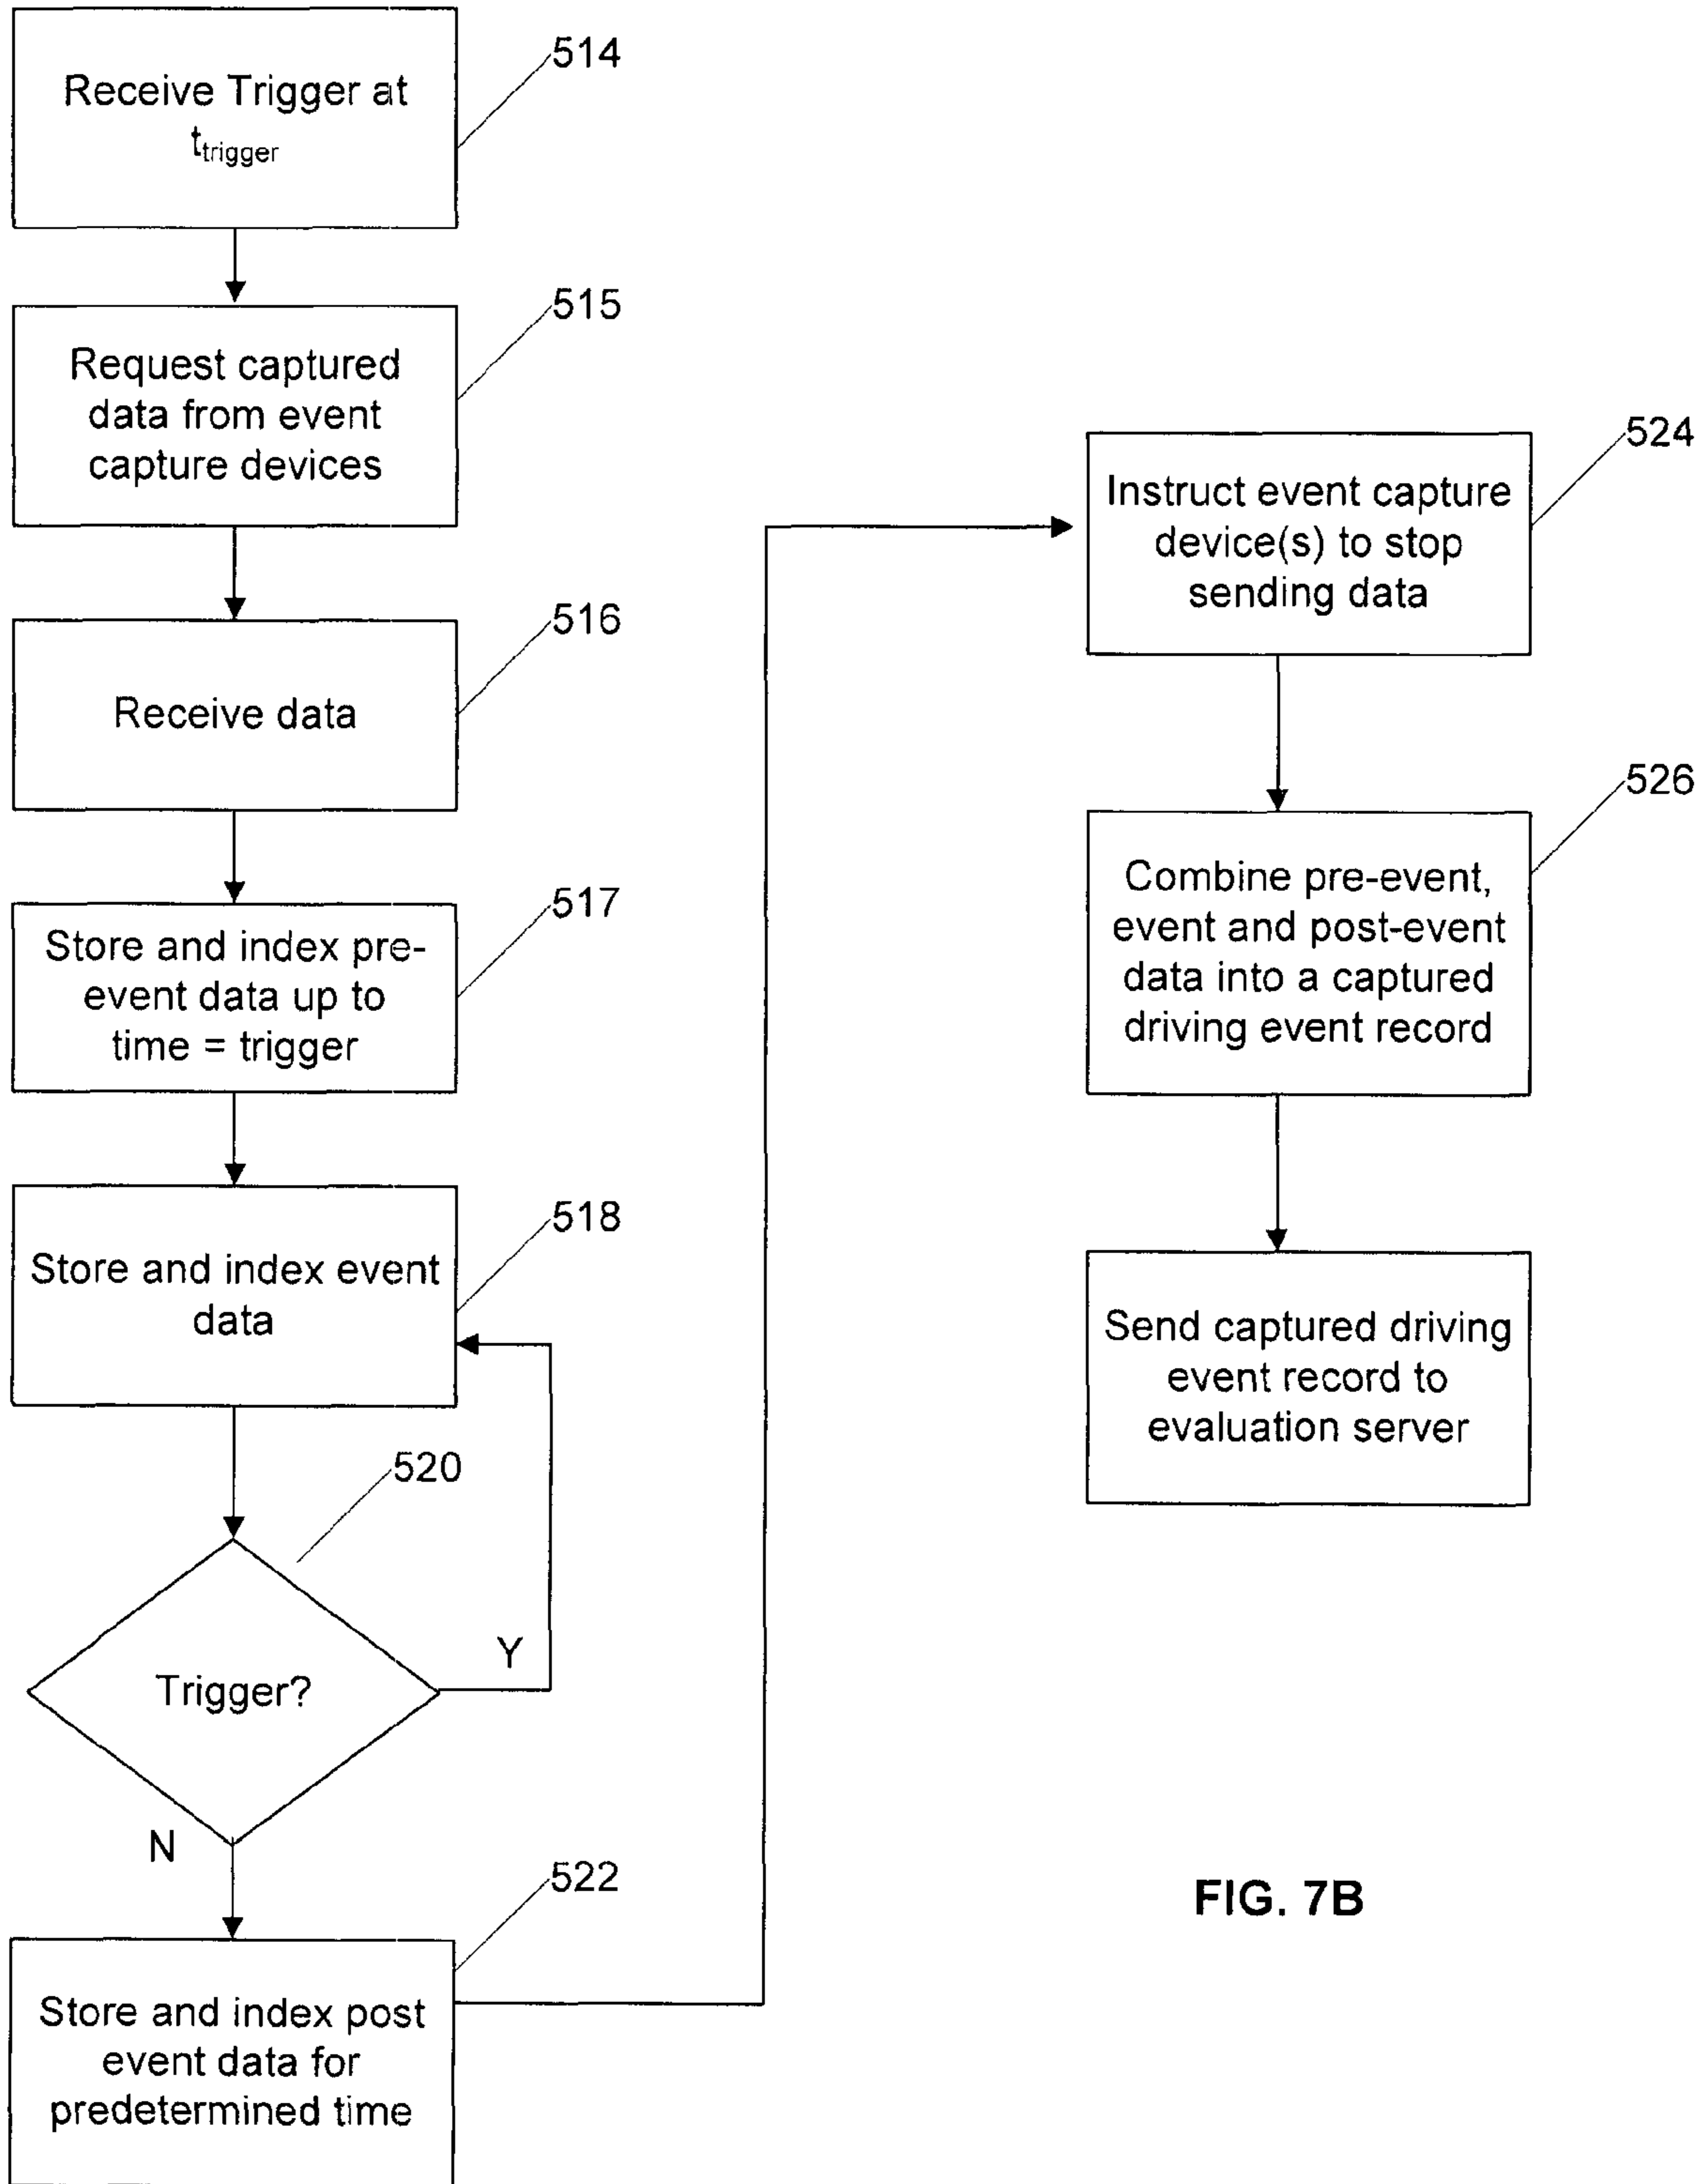 Receive Trigger at
t_trigger
514
Request captured
data from event
capture devices
515
Receive data
516
Store and index pre-
event data up to
time = trigger
517
Store and index event
data
518
Trigger?
520
Y
N
Store and index post
event data for
predetermined time
522
Instruct event capture
device(s) to stop
sending data
524
Combine pre-event,
event and post-event
data into a captured
driving event record
526
Send captured driving
event record to
evaluation server
FIG. 7B